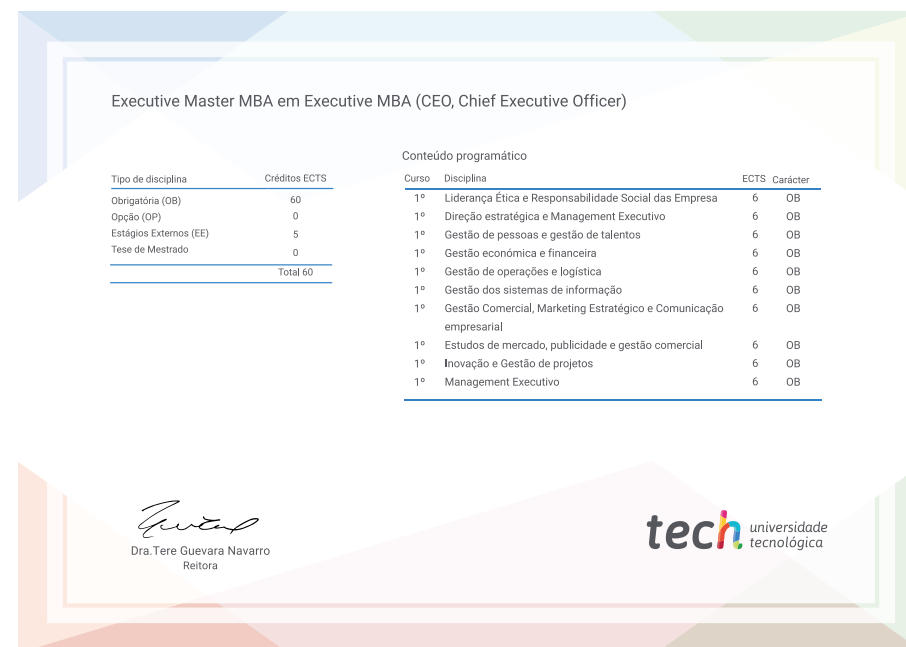 Executive Master MBA em Executive MBA (CEO, Chief Executive Officer)
Tipo de disciplina Créditos ECTS
Obrigatória (OB) 60
Opção (OP) 0
Estágios Externos (EE) 5
Tese de Mestrado 0
Total 60
Conteúdo programático
Curso Disciplina ECTS Carácter
1º Liderança Ética e Responsabilidade Social das Empresa 6 OB
1º Direção estratégica e Management Executivo 6 OB
1º Gestão de pessoas e gestão de talentos 6 OB
1º Gestão económica e financeira 6 OB
1º Gestão de operações e logística 6 OB
1º Gestão dos sistemas de informação 6 OB
1º Gestão Comercial, Marketing Estratégico e Comunicação 6 OB
empresarial
1º Estudos de mercado, publicidade e gestão comercial 6 OB
1º Inovação e Gestão de projetos 6 OB
1º Management Executivo 6 OB
Dra.Tere Guevara Navarro
Reitora
tech universidade
tecnológica